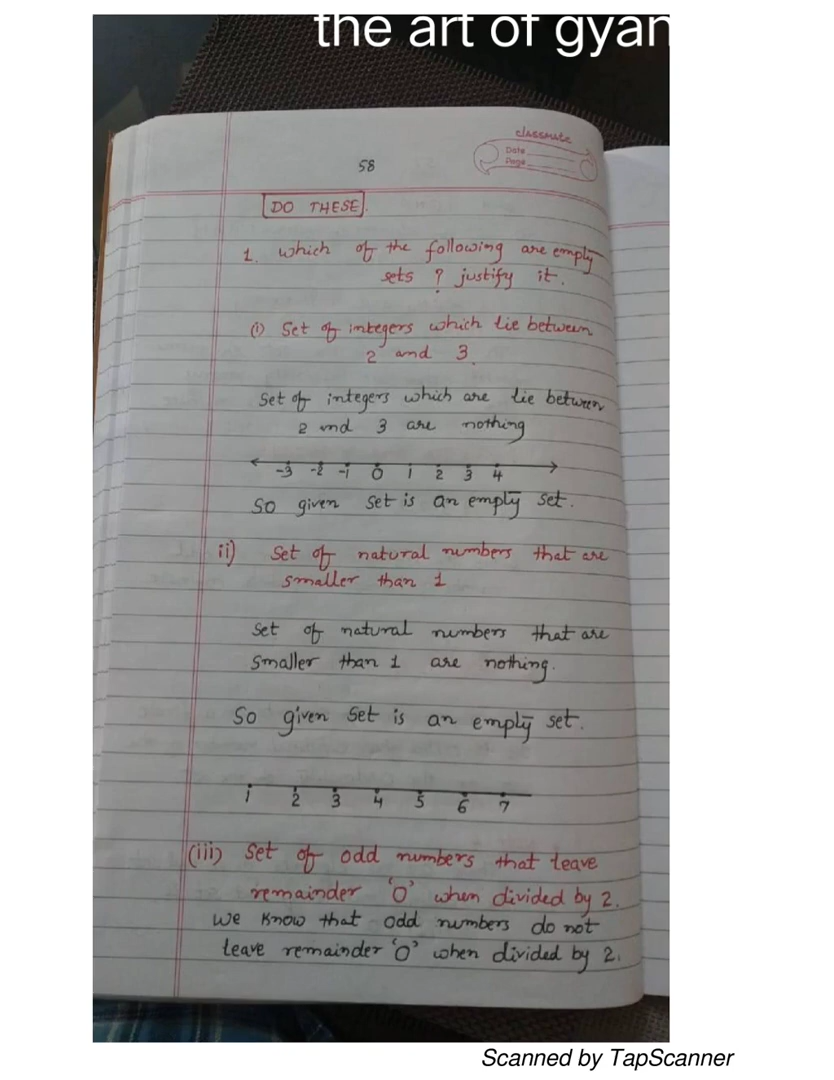 the art of gyan
classmate
Date
Page
58
DO THESE.
1. Which of the following are empty
sets ? justify it.
(i) Set of integers which lie between
2 and 3.
Set of integers which are lie between
2 and 3 are nothing
-3 -2 -1 0 1 2 3 4
So given set is an empty set.
ii) Set of natural numbers that are
smaller than 1
Set of natural numbers that are
smaller than 1 are nothing.
So given set is an empty set.
1 2 3 4 5 6 7
(iii) Set of odd numbers that leave
remainder '0' when divided by 2.
We know that odd numbers do not
leave remainder '0' when divided by 2.
Scanned by TapScanner